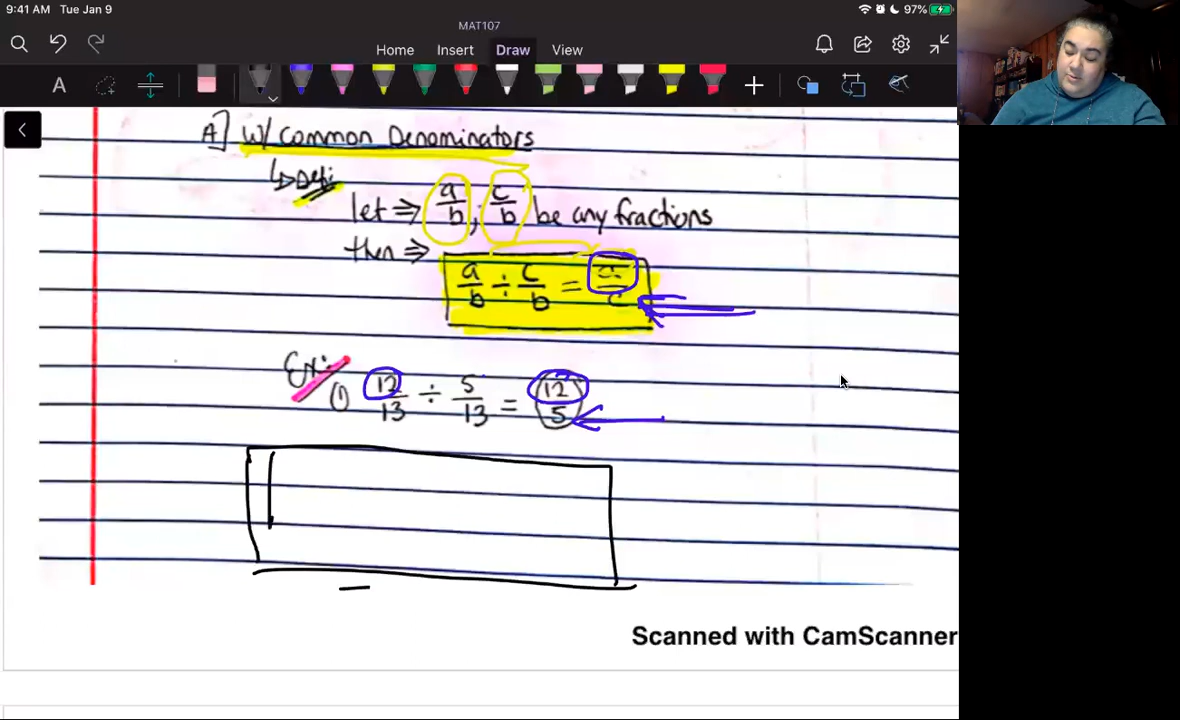 9:41 AM Tue Jan 9
97%
MAT107
Home Insert Draw View
A
A] W/ Common Denominators
↳ Def:
let ⇒ a/b ; c/b be any fractions
then ⇒
a/b ÷ c/b = a/c
Ex:
① 12/13 ÷ 5/13 = 12/5
Scanned with CamScanner